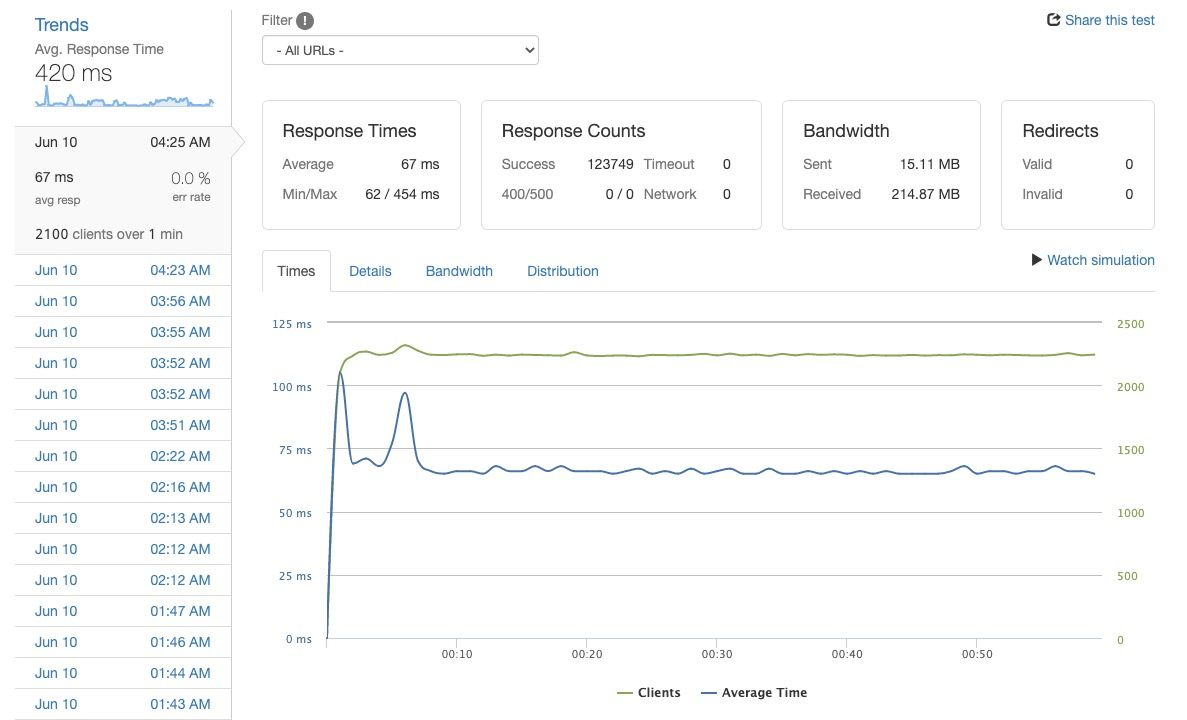 Trends
Avg. Response Time
420 ms
Jun 10 04:25 AM
67 ms 0.0 %
avg resp err rate
2100 clients over 1 min
Jun 10 04:23 AM
Jun 10 03:56 AM
Jun 10 03:55 AM
Jun 10 03:52 AM
Jun 10 03:52 AM
Jun 10 03:51 AM
Jun 10 02:22 AM
Jun 10 02:16 AM
Jun 10 02:13 AM
Jun 10 02:12 AM
Jun 10 02:12 AM
Jun 10 01:47 AM
Jun 10 01:46 AM
Jun 10 01:44 AM
Jun 10 01:43 AM
Filter !
- All URLs -
Share this test
Response Times
Average 67 ms
Min/Max 62 / 454 ms
Response Counts
Success 123749 Timeout 0
400/500 0 / 0 Network 0
Bandwidth
Sent 15.11 MB
Received 214.87 MB
Redirects
Valid 0
Invalid 0
Times Details Bandwidth Distribution
Watch simulation
125 ms 2500
100 ms 2000
75 ms 1500
50 ms 1000
25 ms 500
0 ms 0
00:10 00:20 00:30 00:40 00:50
Clients Average Time